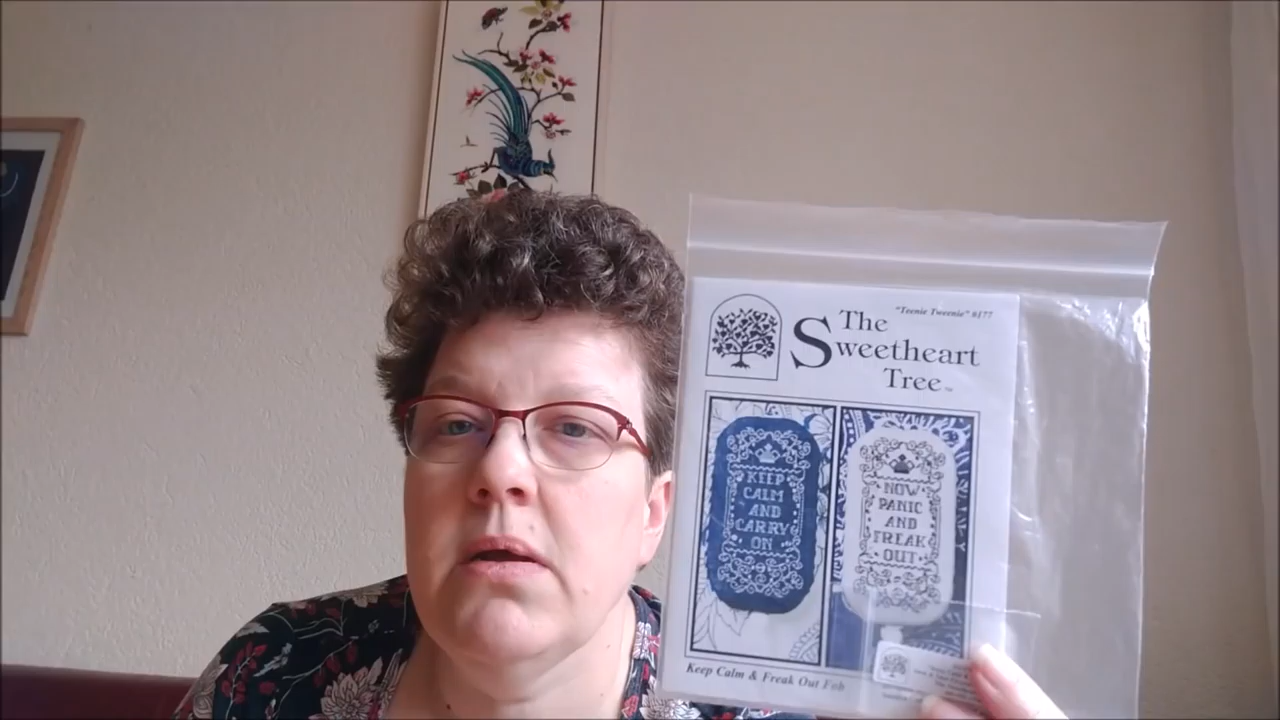 "Teenie Tweenie" #177
The
Sweetheart
Tree
KEEP
CALM
AND
CARRY
ON
NOW
PANIC
AND
FREAK
OUT
Keep Calm & Freak Out Fob